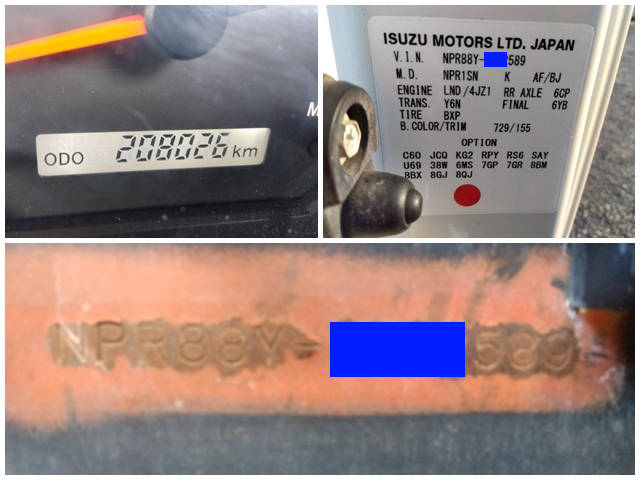 ODO 208026 km
M
ISUZU MOTORS LTD. JAPAN
V.I.N. NPR88Y- 589
M.D. NPR1SN K AF/BJ
ENGINE LND/4JZ1 RR AXLE 6CP
TRANS. Y6N FINAL 6YB
TIRE BXP
B.COLOR/TRIM 729/155
OPTION
C60 JCQ KG2 RPY RS6 SAY
U69 38W 6MS 7GP 7GR 8BM
8BX 8GJ 8QJ
NPR88Y- 589